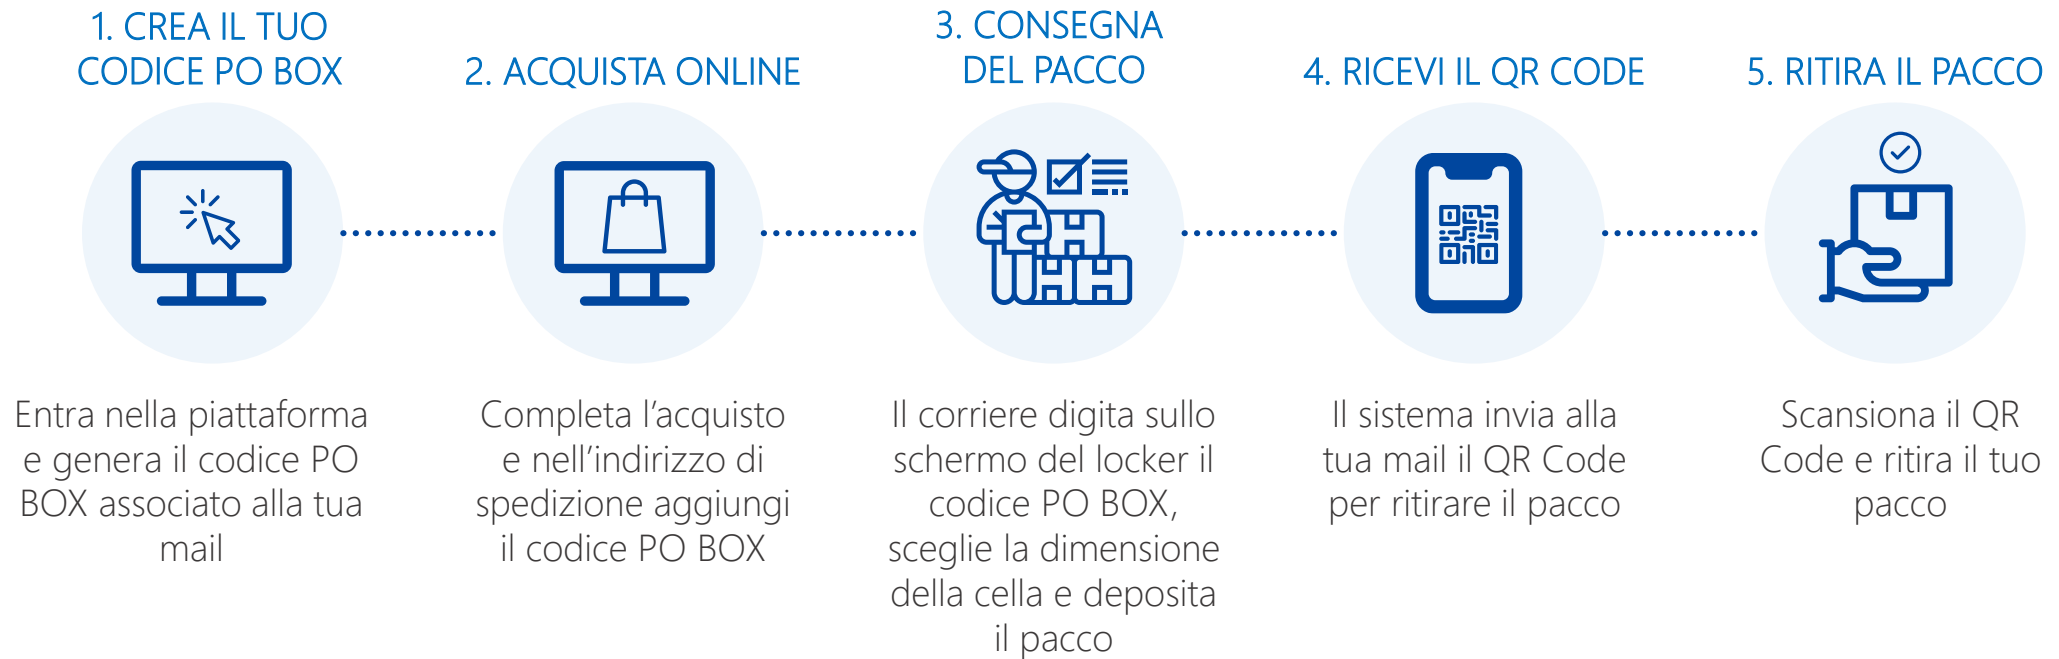 1. CREA IL TUO
CODICE PO BOX
Entra nella piattaforma
e genera il codice PO
BOX associato alla tua
mail
2. ACQUISTA ONLINE
Completa l’acquisto
e nell’indirizzo di
spedizione aggiungi
il codice PO BOX
3. CONSEGNA
DEL PACCO
Il corriere digita sullo
schermo del locker il
codice PO BOX,
sceglie la dimensione
della cella e deposita
il pacco
4. RICEVI IL QR CODE
Il sistema invia alla
tua mail il QR Code
per ritirare il pacco
5. RITIRA IL PACCO
Scansiona il QR
Code e ritira il tuo
pacco